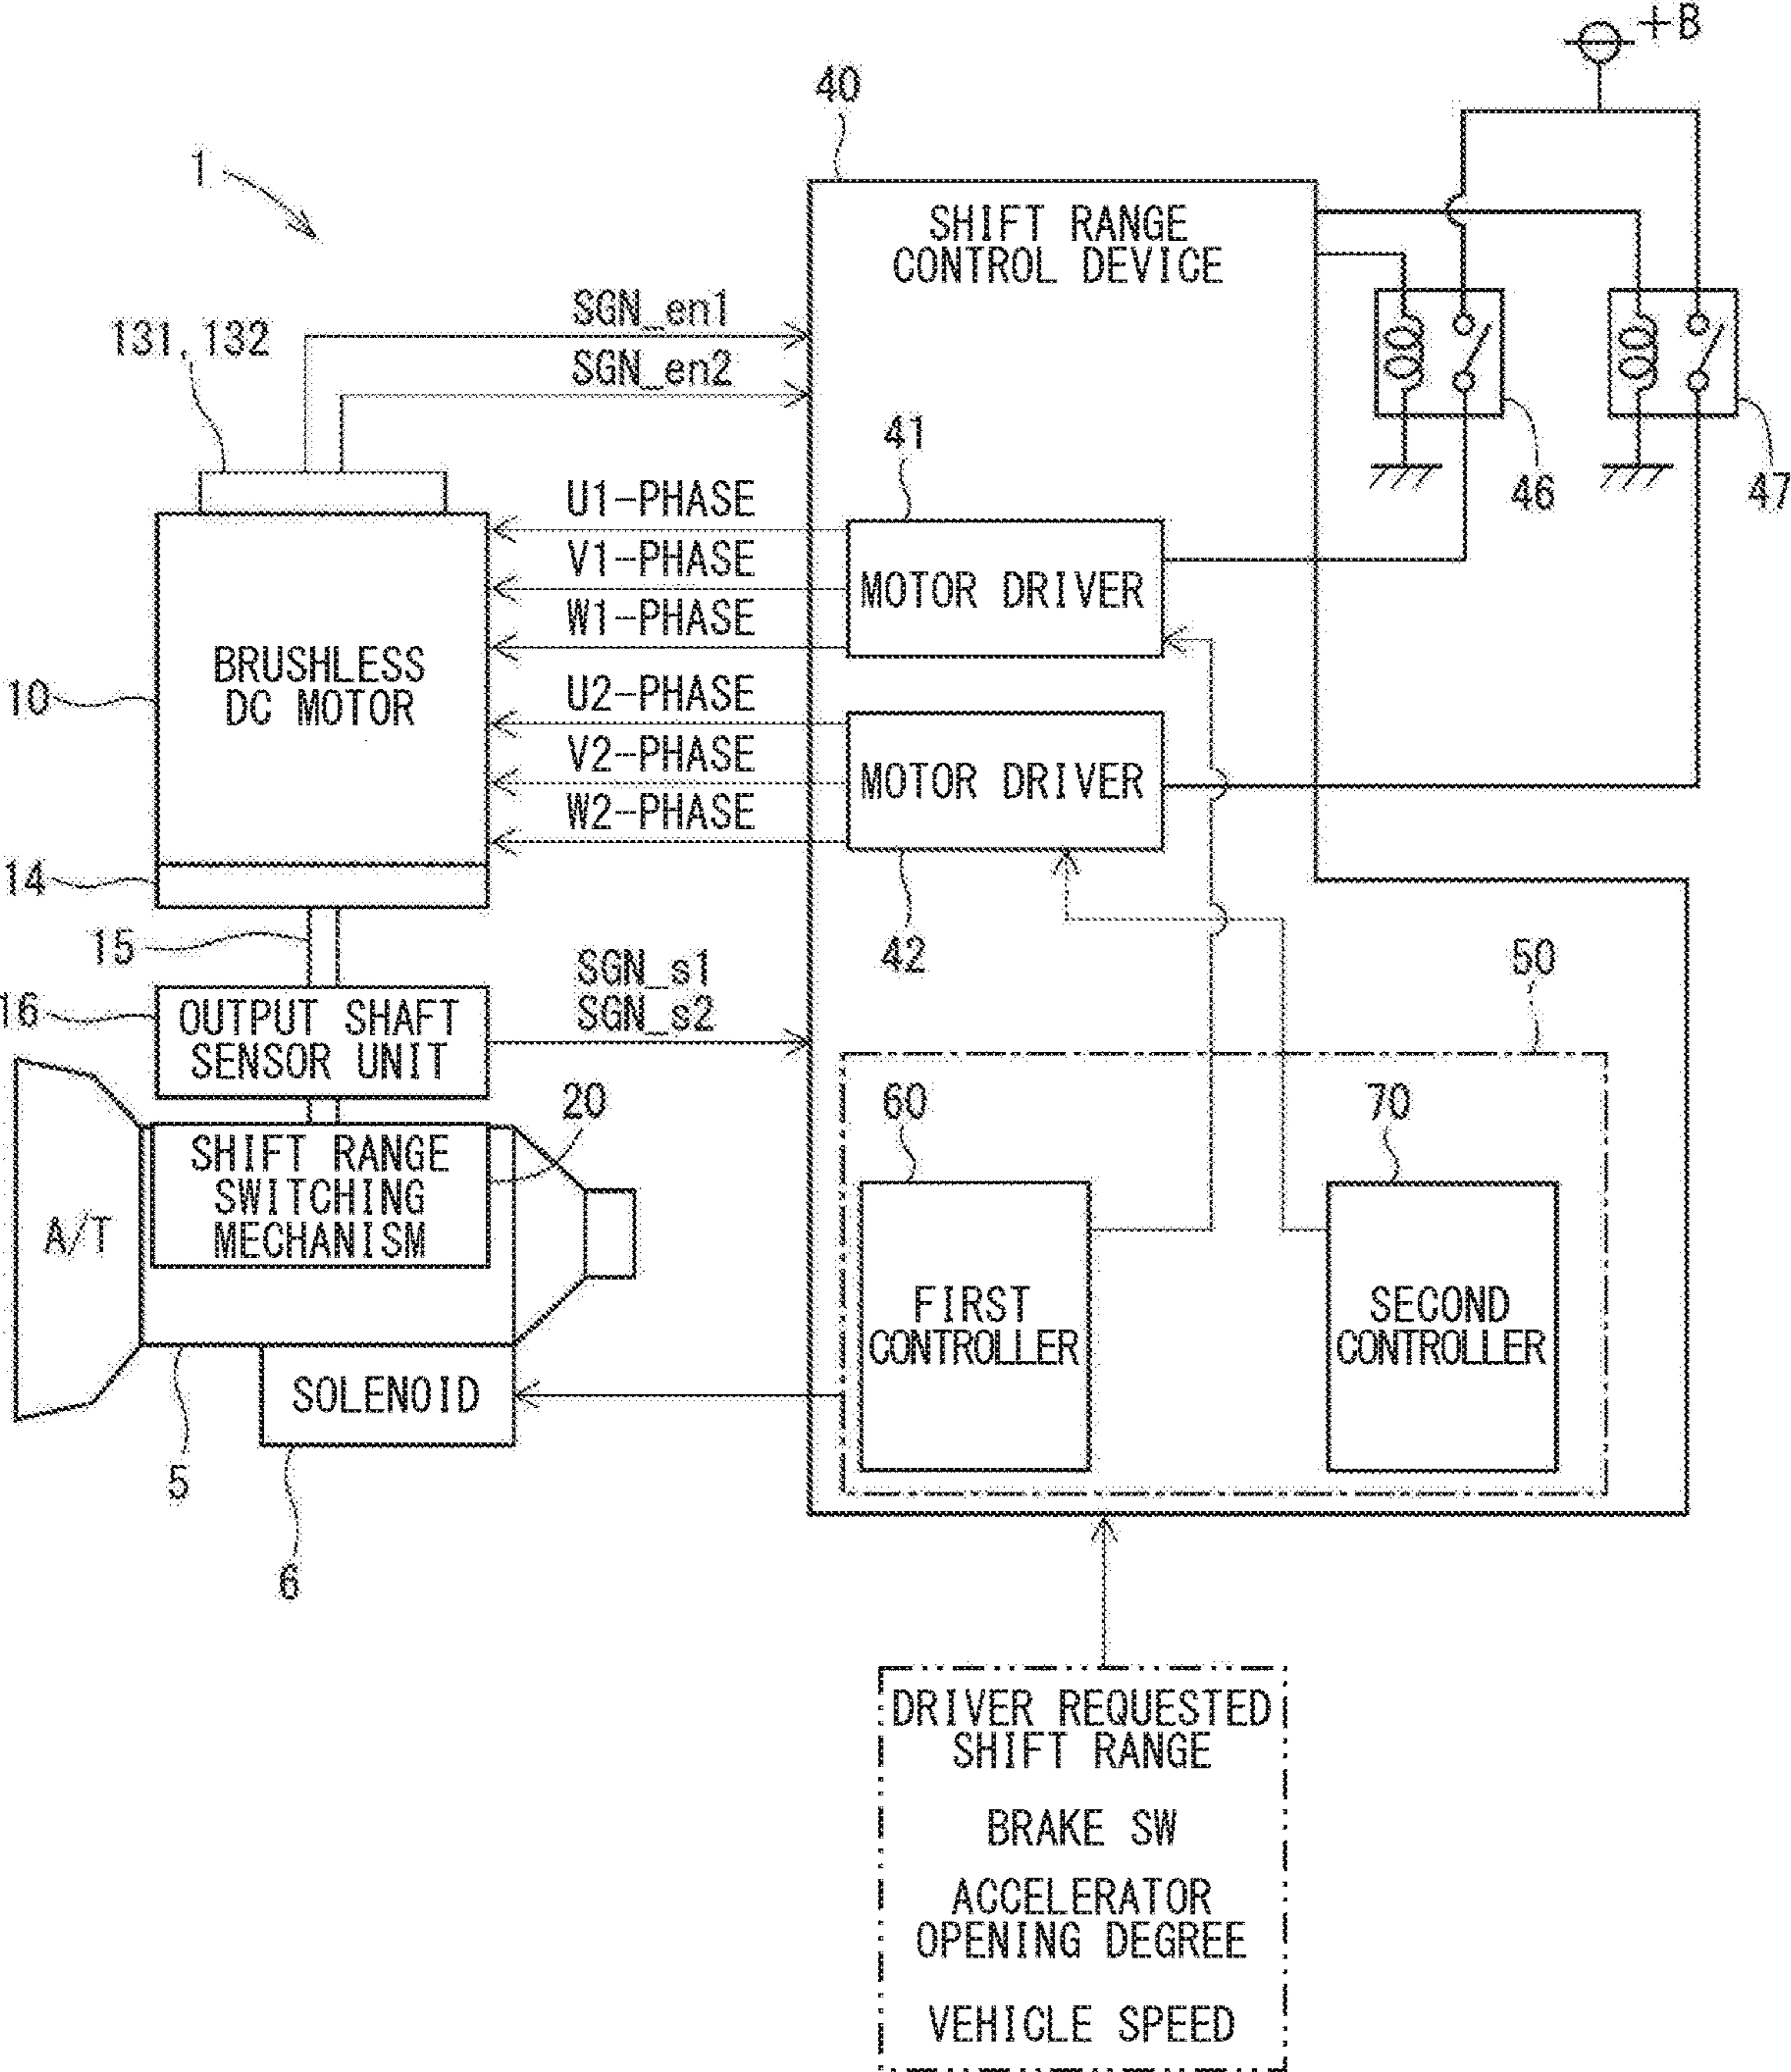 +B
40
1
SHIFT RANGE
CONTROL DEVICE
SGN_en1
131, 132
SGN_en2
41
46
47
U1-PHASE
V1-PHASE
MOTOR DRIVER
W1-PHASE
BRUSHLESS
DC MOTOR
10
U2-PHASE
V2-PHASE
MOTOR DRIVER
W2-PHASE
14
15
42
50
SGN_s1
SGN_s2
16
OUTPUT SHAFT
SENSOR UNIT
20
60
70
SHIFT RANGE
SWITCHING
MECHANISM
A/T
FIRST
CONTROLLER
SECOND
CONTROLLER
SOLENOID
5
6
DRIVER REQUESTED
SHIFT RANGE
BRAKE SW
ACCELERATOR
OPENING DEGREE
VEHICLE SPEED